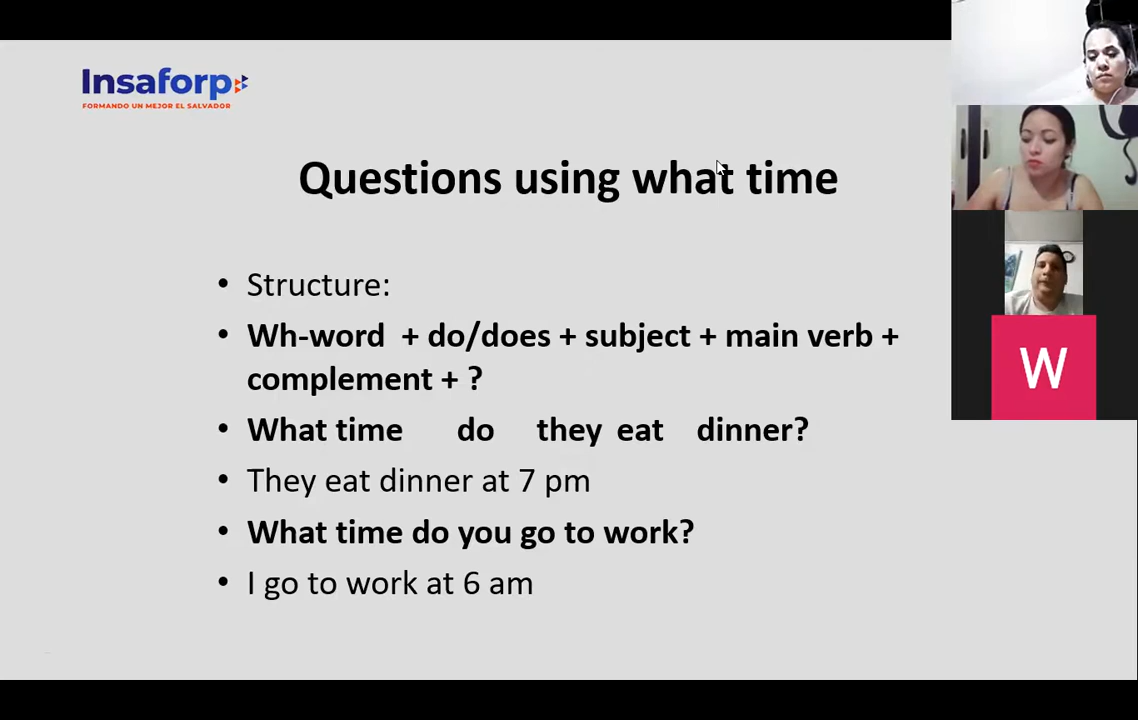 Insaforp
FORMANDO UN MEJOR EL SALVADOR
Questions using what time
• Structure:
• Wh-word + do/does + subject + main verb +
complement + ?
• What time do they eat dinner?
• They eat dinner at 7 pm
• What time do you go to work?
• I go to work at 6 am
W